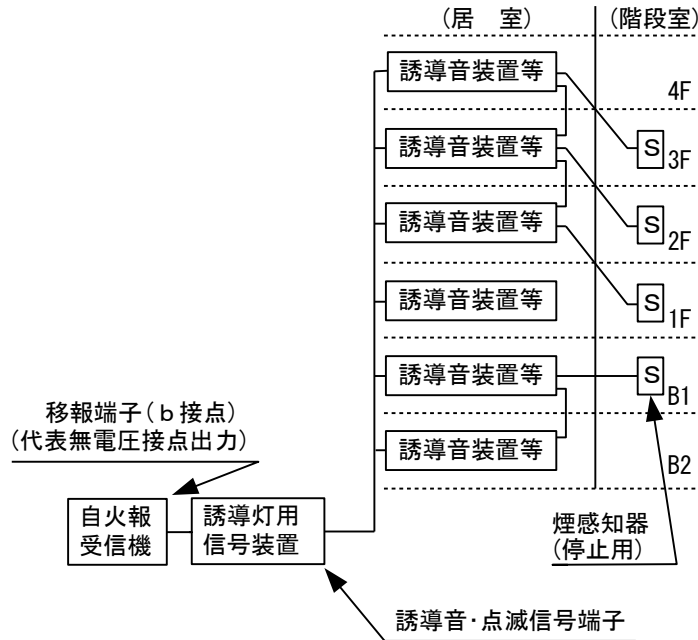 (居　室)
(階段室)
誘導音装置等
4F
誘導音装置等
S
3F
誘導音装置等
S
2F
誘導音装置等
S
1F
誘導音装置等
S
B1
誘導音装置等
B2
移報端子(b接点)
(代表無電圧接点出力)
自火報
受信機
誘導灯用
信号装置
煙感知器
(停止用)
誘導音･点滅信号端子